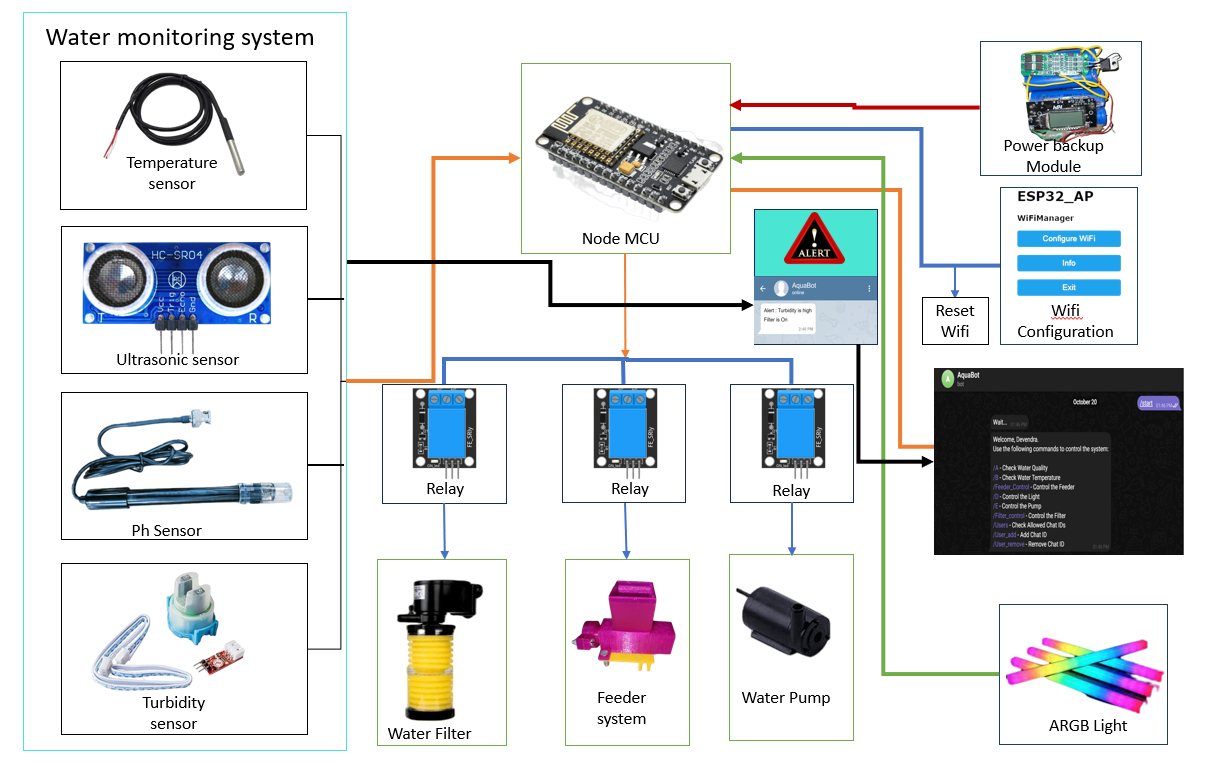 Water monitoring system
Temperature
sensor
HC-SR04
T
Vcc
Trig
Echo
Gnd
R
Ultrasonic sensor
Ph Sensor
Turbidity
sensor
Node MCU
ALERT
AquaBot
online
Alert : Turbidity is high
Filter is On
2:45 PM
Power backup
Module
ESP32_AP
WiFiManager
Configure WiFi
Info
Exit
Wifi
Configuration
Reset
Wifi
A
AquaBot
bot
October 20
/start
Wait...
Welcome, Devendra.
Use the following commands to control the system:
/A - Check Water Quality
/B - Check Water Temperature
/Feeder_Control - Control the Feeder
/D - Control the Light
/E - Control the Pump
/Filter_control - Control the Filter
/Users - Check Allowed Chat IDs
/User_add - Add Chat ID
/User_remove - Remove Chat ID
FE_SRly
Relay
FE_SRly
Relay
FE_SRly
Relay
Water Filter
Feeder
system
Water Pump
ARGB Light